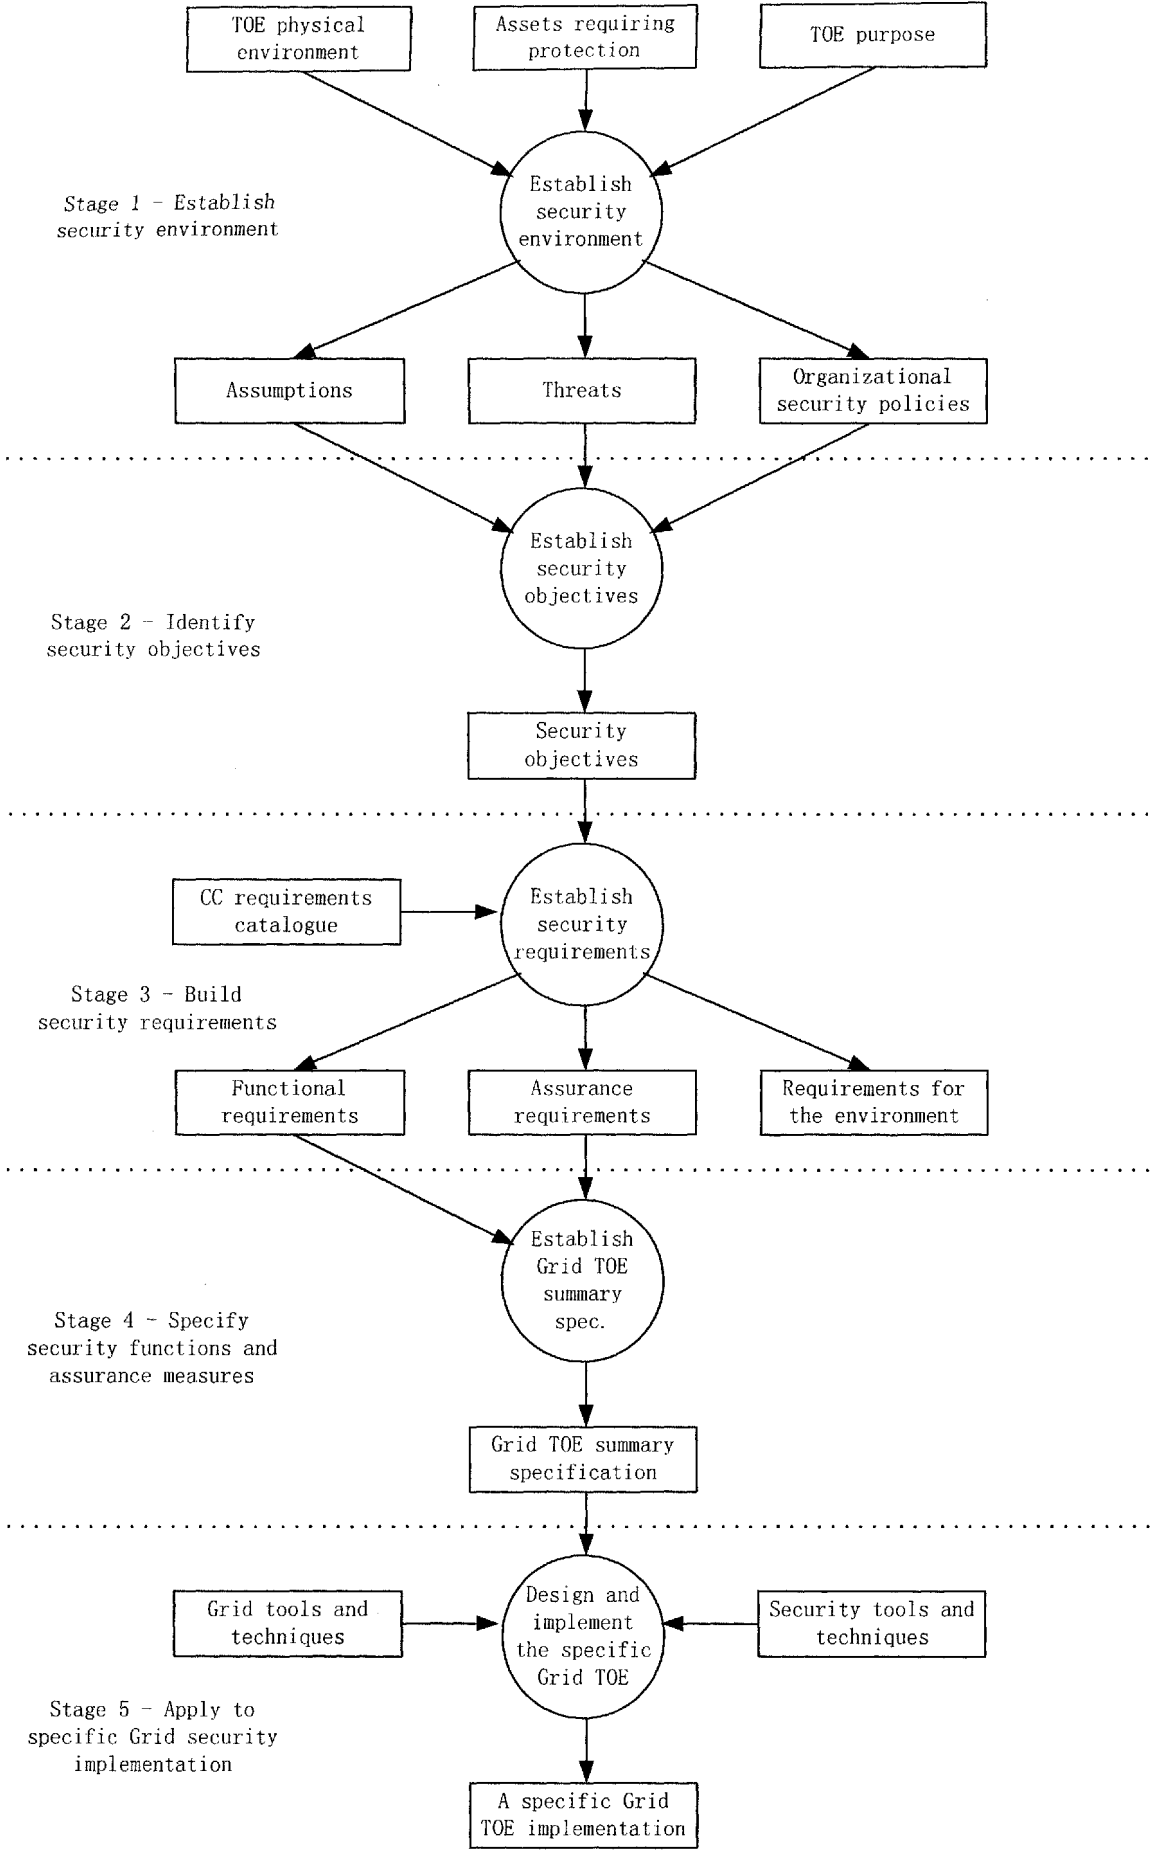 TOE physical
environment
Assets requiring
protection
TOE purpose
Stage 1 - Establish
security environment
Establish
security
environment
Assumptions
Threats
Organizational
security policies
Establish
security
objectives
Stage 2 - Identify
security objectives
Security
objectives
CC requirements
catalogue
Establish
security
requirements
Stage 3 - Build
security requirements
Functional
requirements
Assurance
requirements
Requirements for
the environment
Establish
Grid TOE
summary
spec.
Stage 4 - Specify
security functions and
assurance measures
Grid TOE summary
specification
Grid tools and
techniques
Design and
implement
the specific
Grid TOE
Security tools and
techniques
Stage 5 - Apply to
specific Grid security
implementation
A specific Grid
TOE implementation